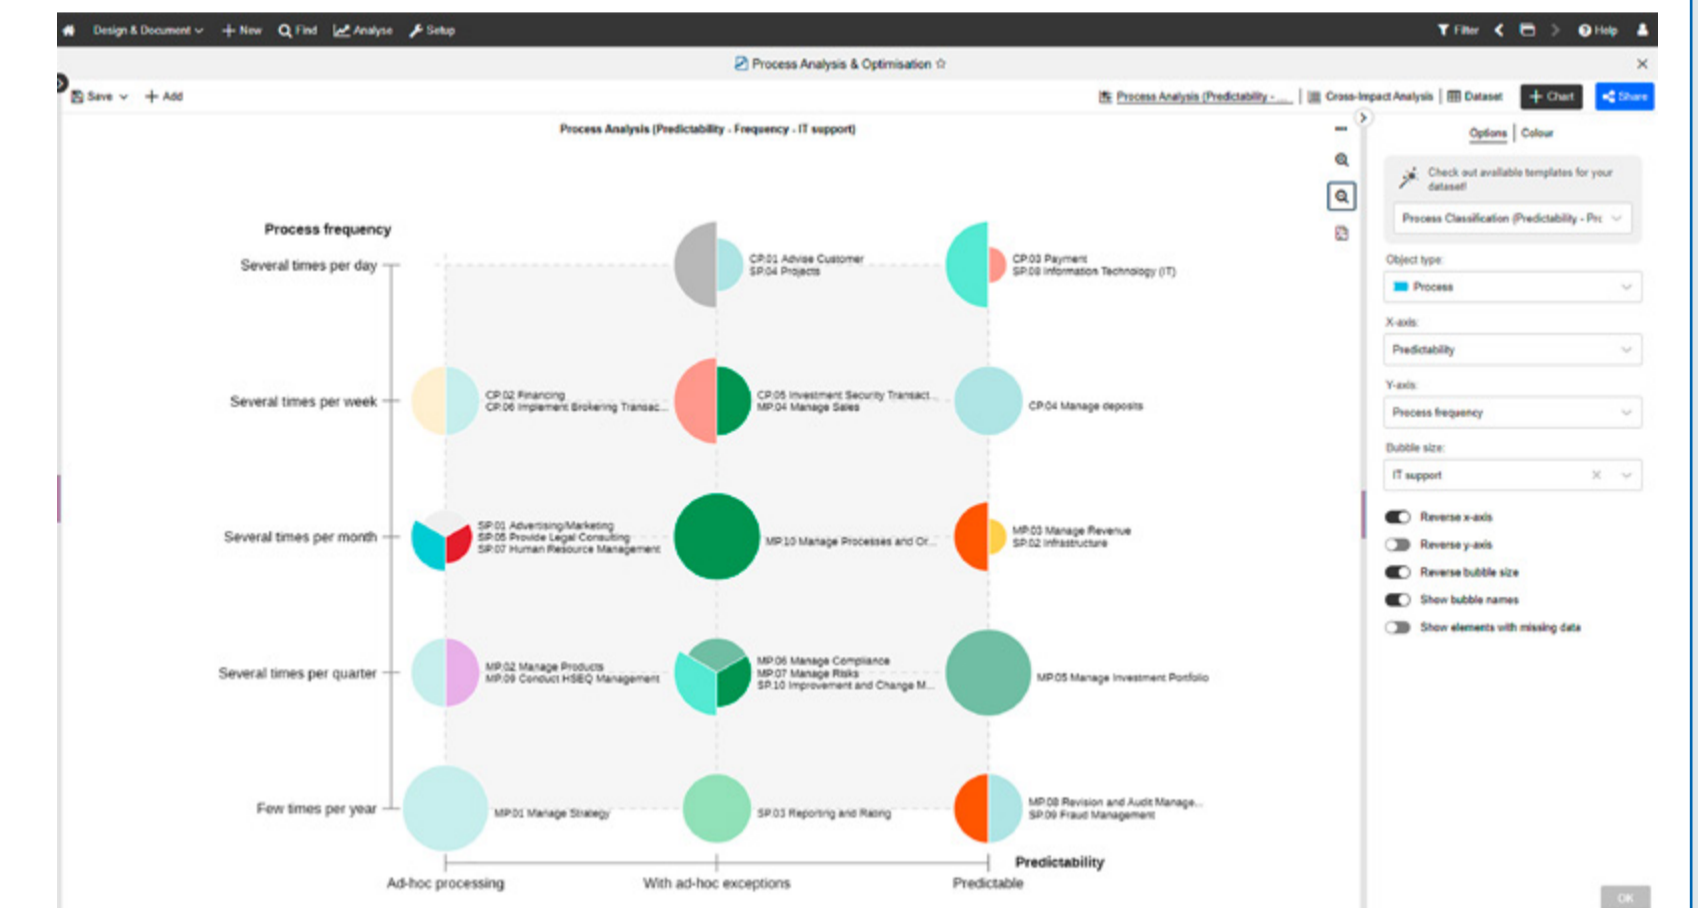 Design & Document
New
Find
Analyse
Setup
Filter
Help
Process Analysis & Optimisation
Save
Add
Process Analysis (Predictability - ...
Cross-Impact Analysis
Dataset
Chart
Share
Process Analysis (Predictability - Frequency - IT support)
Options
Colour
Check out available templates for your
dataset!
Process Classification (Predictability - Prc
Object type:
Process
X-axis:
Predictability
Y-axis:
Process frequency
Bubble size:
IT support
Reverse x-axis
Reverse y-axis
Reverse bubble size
Show bubble names
Show elements with missing data
OK
Process frequency
Several times per day
CP.01 Advise Customer
SP.04 Projects
CP.03 Payment
SP.08 Information Technology (IT)
Several times per week
CP.02 Financing
CP.06 Implement Brokering Transac...
CP.05 Investment Security Transact...
MP.04 Manage Sales
CP.04 Manage deposits
Several times per month
SP.01 Advertising/Marketing
SP.05 Provide Legal Consulting
SP.07 Human Resource Management
MP.10 Manage Processes and Or...
MP.03 Manage Revenue
SP.02 Infrastructure
Several times per quarter
MP.02 Manage Products
MP.09 Conduct HSEQ Management
MP.06 Manage Compliance
MP.07 Manage Risks
SP.10 Improvement and Change M...
MP.05 Manage Investment Portfolio
Few times per year
MP.01 Manage Strategy
SP.03 Reporting and Rating
MP.08 Revision and Audit Manage...
SP.09 Fraud Management
Predictability
Ad-hoc processing
With ad-hoc exceptions
Predictable